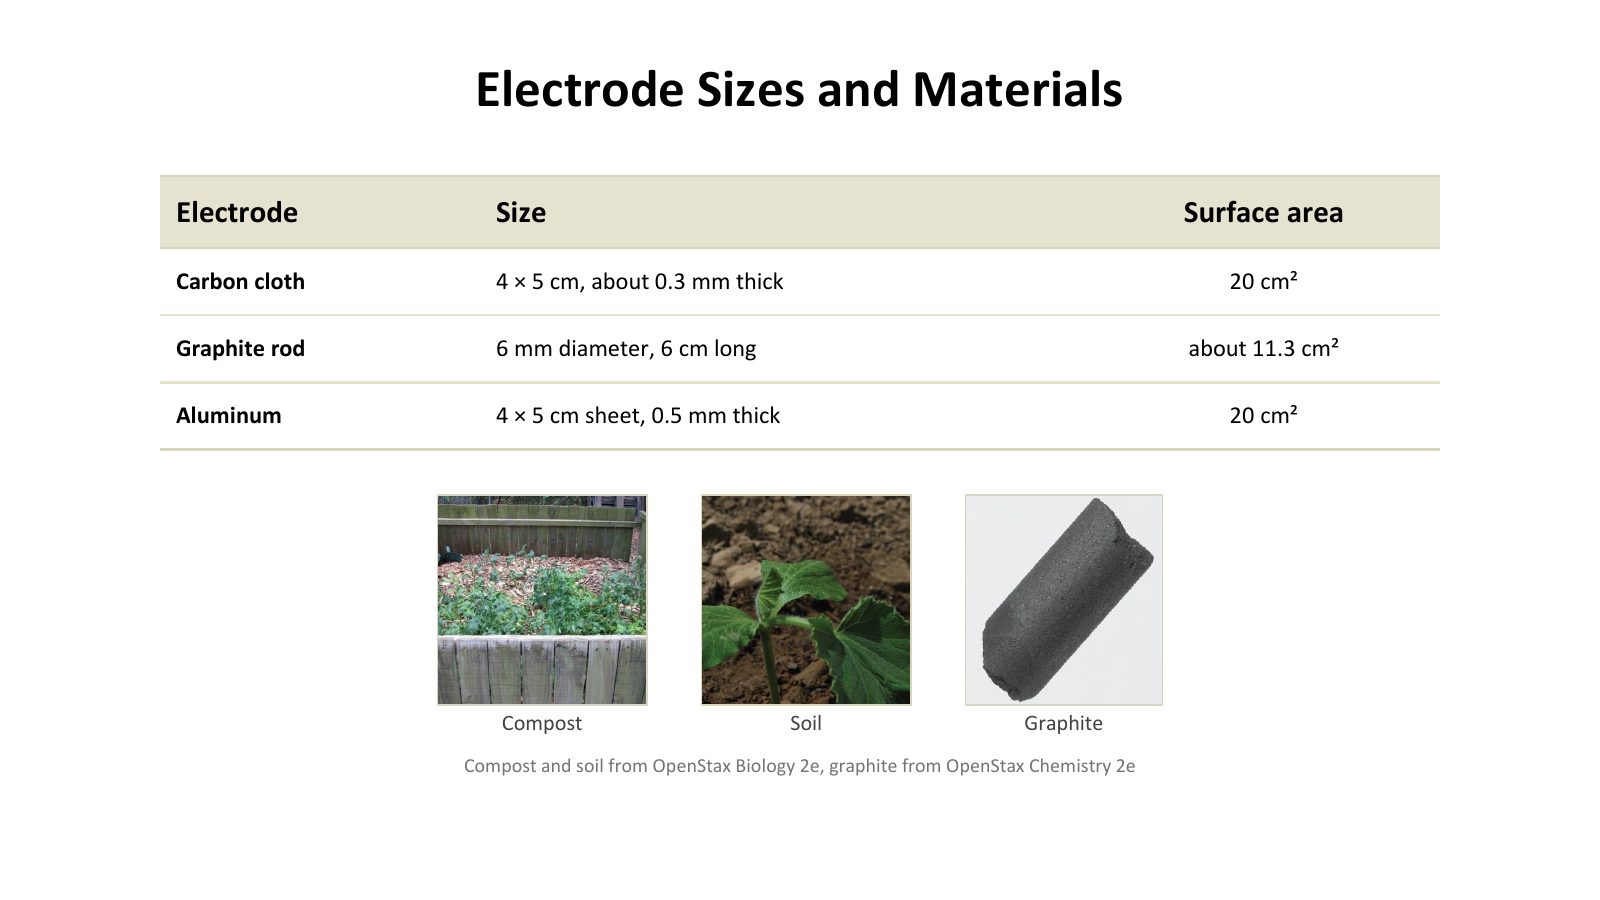 Electrode Sizes and Materials
Electrode Size Surface area
Carbon cloth 4 × 5 cm, about 0.3 mm thick 20 cm²
Graphite rod 6 mm diameter, 6 cm long about 11.3 cm²
Aluminum 4 × 5 cm sheet, 0.5 mm thick 20 cm²
Compost Soil Graphite
Compost and soil from OpenStax Biology 2e, graphite from OpenStax Chemistry 2e